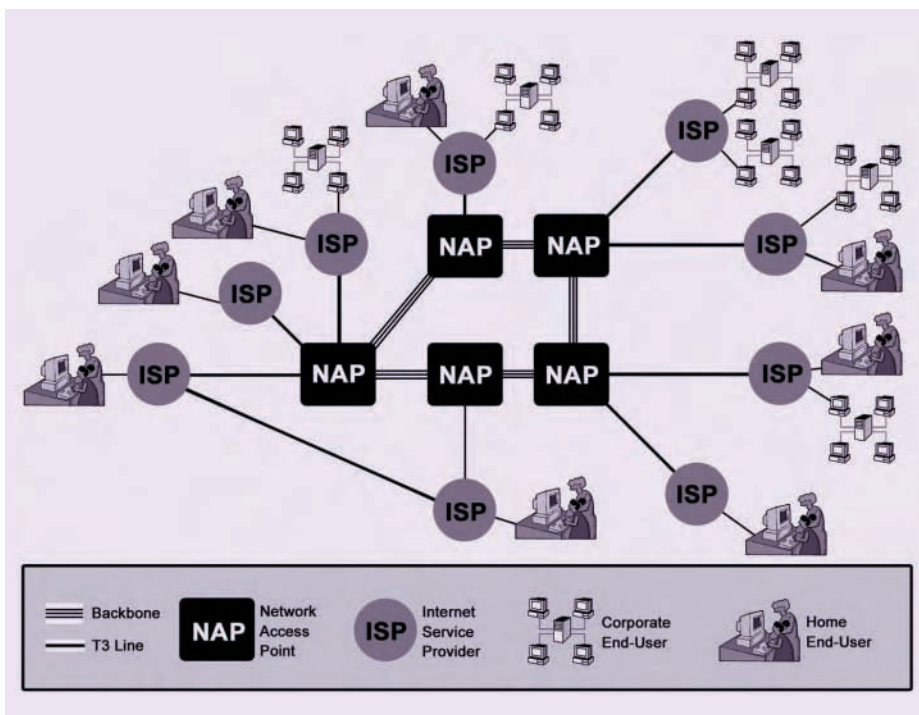 ISP
ISP
ISP
NAP
NAP
ISP
ISP
ISP
NAP
NAP
NAP
ISP
ISP
ISP
ISP
Backbone
T3 Line
NAP
Network
Access
Point
ISP
Internet
Service
Provider
Corporate
End-User
Home
End-User